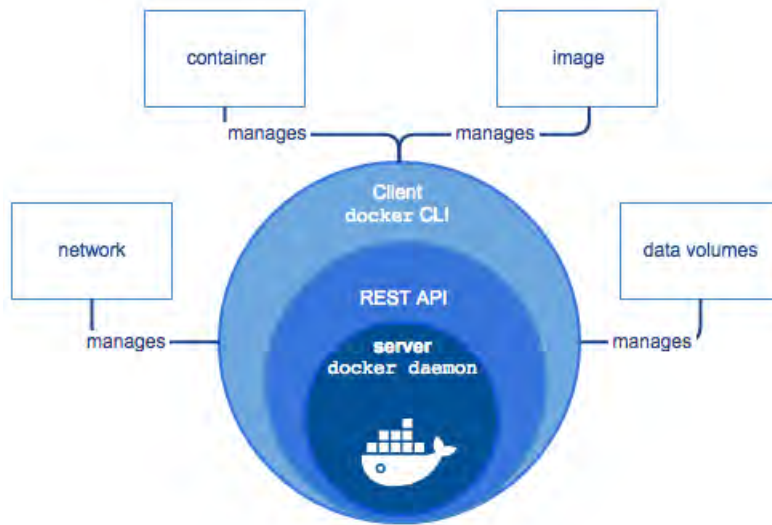 container
image
manages
manages
Client
docker CLI
network
data volumes
REST API
manages
server
docker daemon
manages